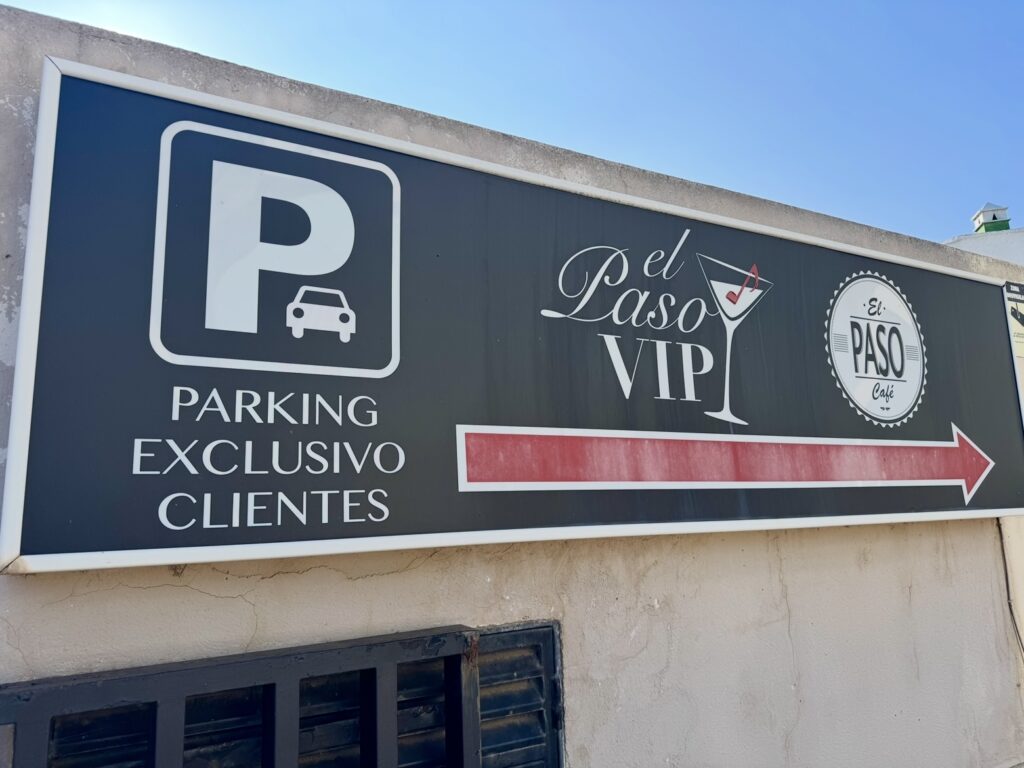 P
PARKING
EXCLUSIVO
CLIENTES
el
Paso
VIP
El
PASO
Café